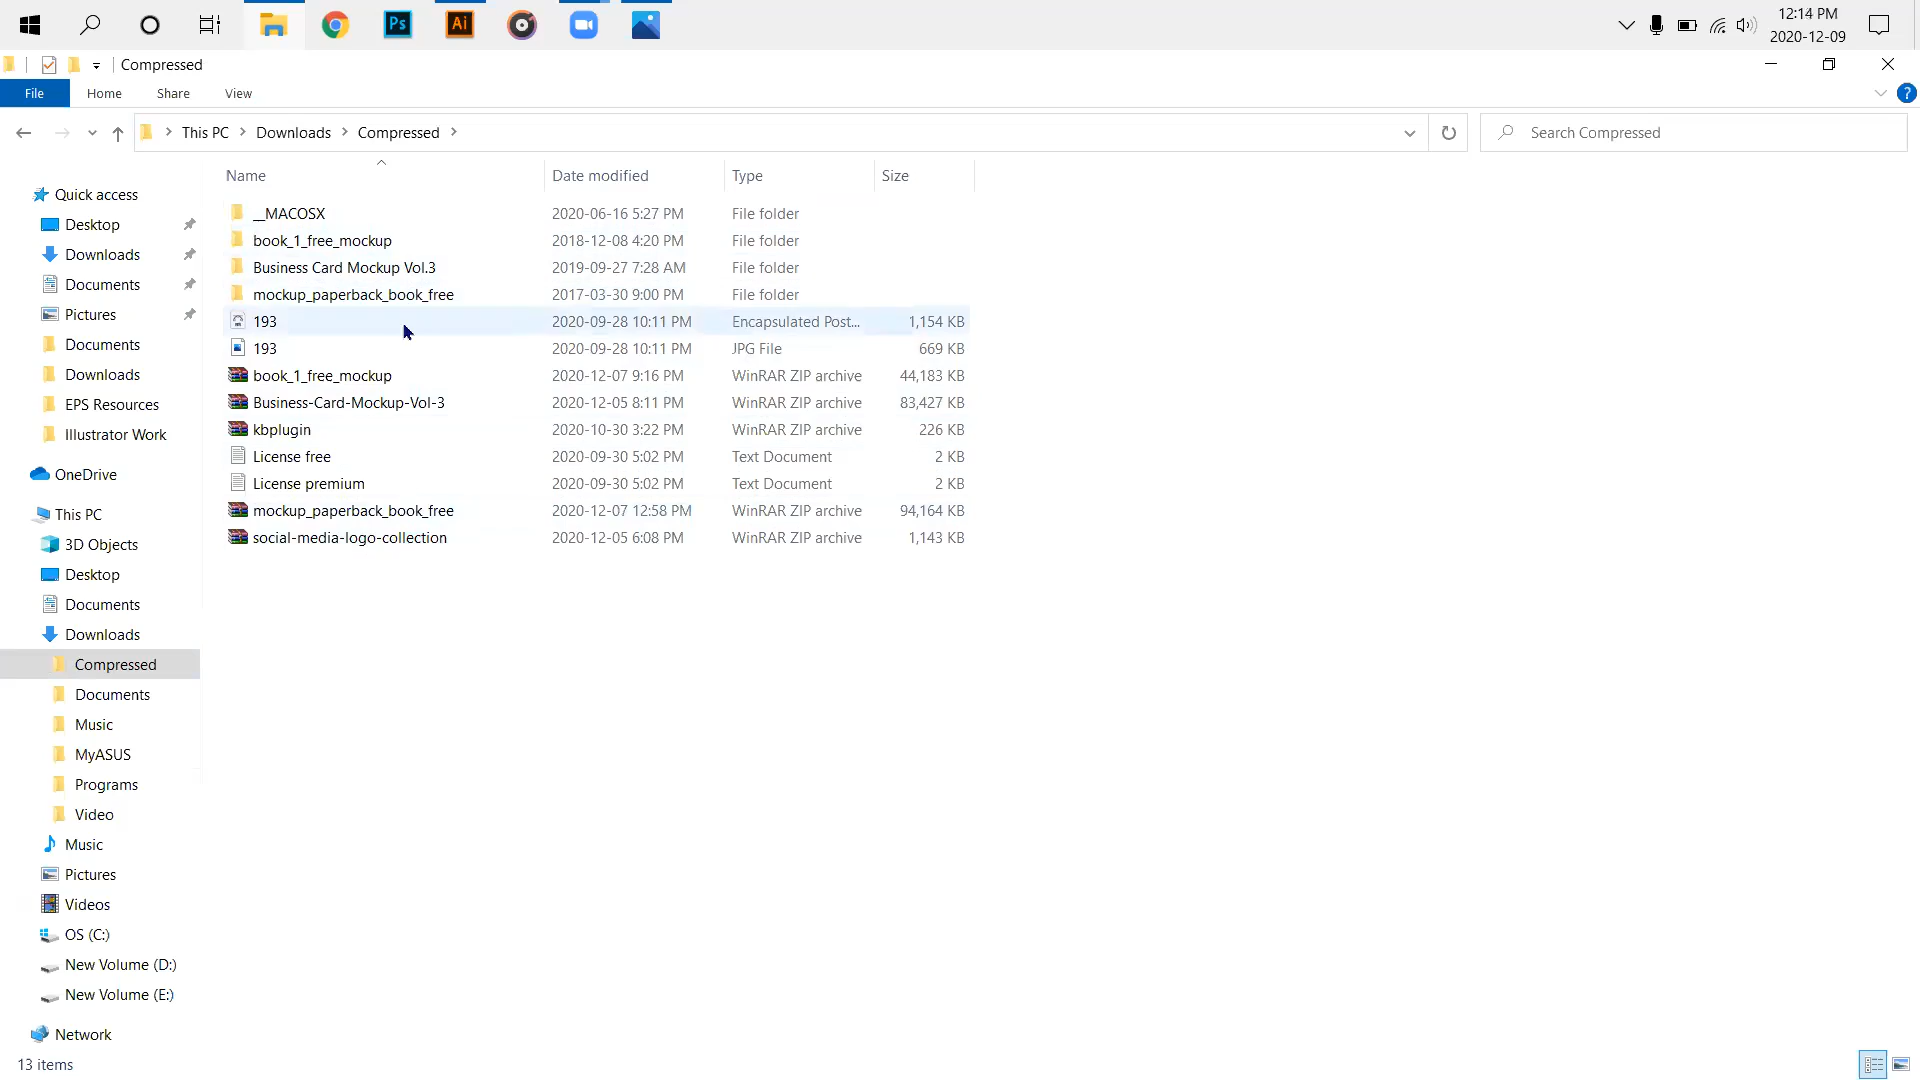 Ps
Ai
12:14 PM
2020-12-09
Compressed
File Home Share View
?
This PC Downloads Compressed
Search Compressed
Name Date modified Type Size
Quick access
Desktop
Downloads
Documents
Pictures
Documents
Downloads
EPS Resources
Illustrator Work
OneDrive
This PC
3D Objects
Desktop
Documents
Downloads
Compressed
Documents
Music
MyASUS
Programs
Video
Music
Pictures
Videos
OS (C:)
New Volume (D:)
New Volume (E:)
Network
__MACOSX 2020-06-16 5:27 PM File folder
book_1_free_mockup 2018-12-08 4:20 PM File folder
Business Card Mockup Vol.3 2019-09-27 7:28 AM File folder
mockup_paperback_book_free 2017-03-30 9:00 PM File folder
193 2020-09-28 10:11 PM Encapsulated Post... 1,154 KB
193 2020-09-28 10:11 PM JPG File 669 KB
book_1_free_mockup 2020-12-07 9:16 PM WinRAR ZIP archive 44,183 KB
Business-Card-Mockup-Vol-3 2020-12-05 8:11 PM WinRAR ZIP archive 83,427 KB
kbplugin 2020-10-30 3:22 PM WinRAR ZIP archive 226 KB
License free 2020-09-30 5:02 PM Text Document 2 KB
License premium 2020-09-30 5:02 PM Text Document 2 KB
mockup_paperback_book_free 2020-12-07 12:58 PM WinRAR ZIP archive 94,164 KB
social-media-logo-collection 2020-12-05 6:08 PM WinRAR ZIP archive 1,143 KB
13 items